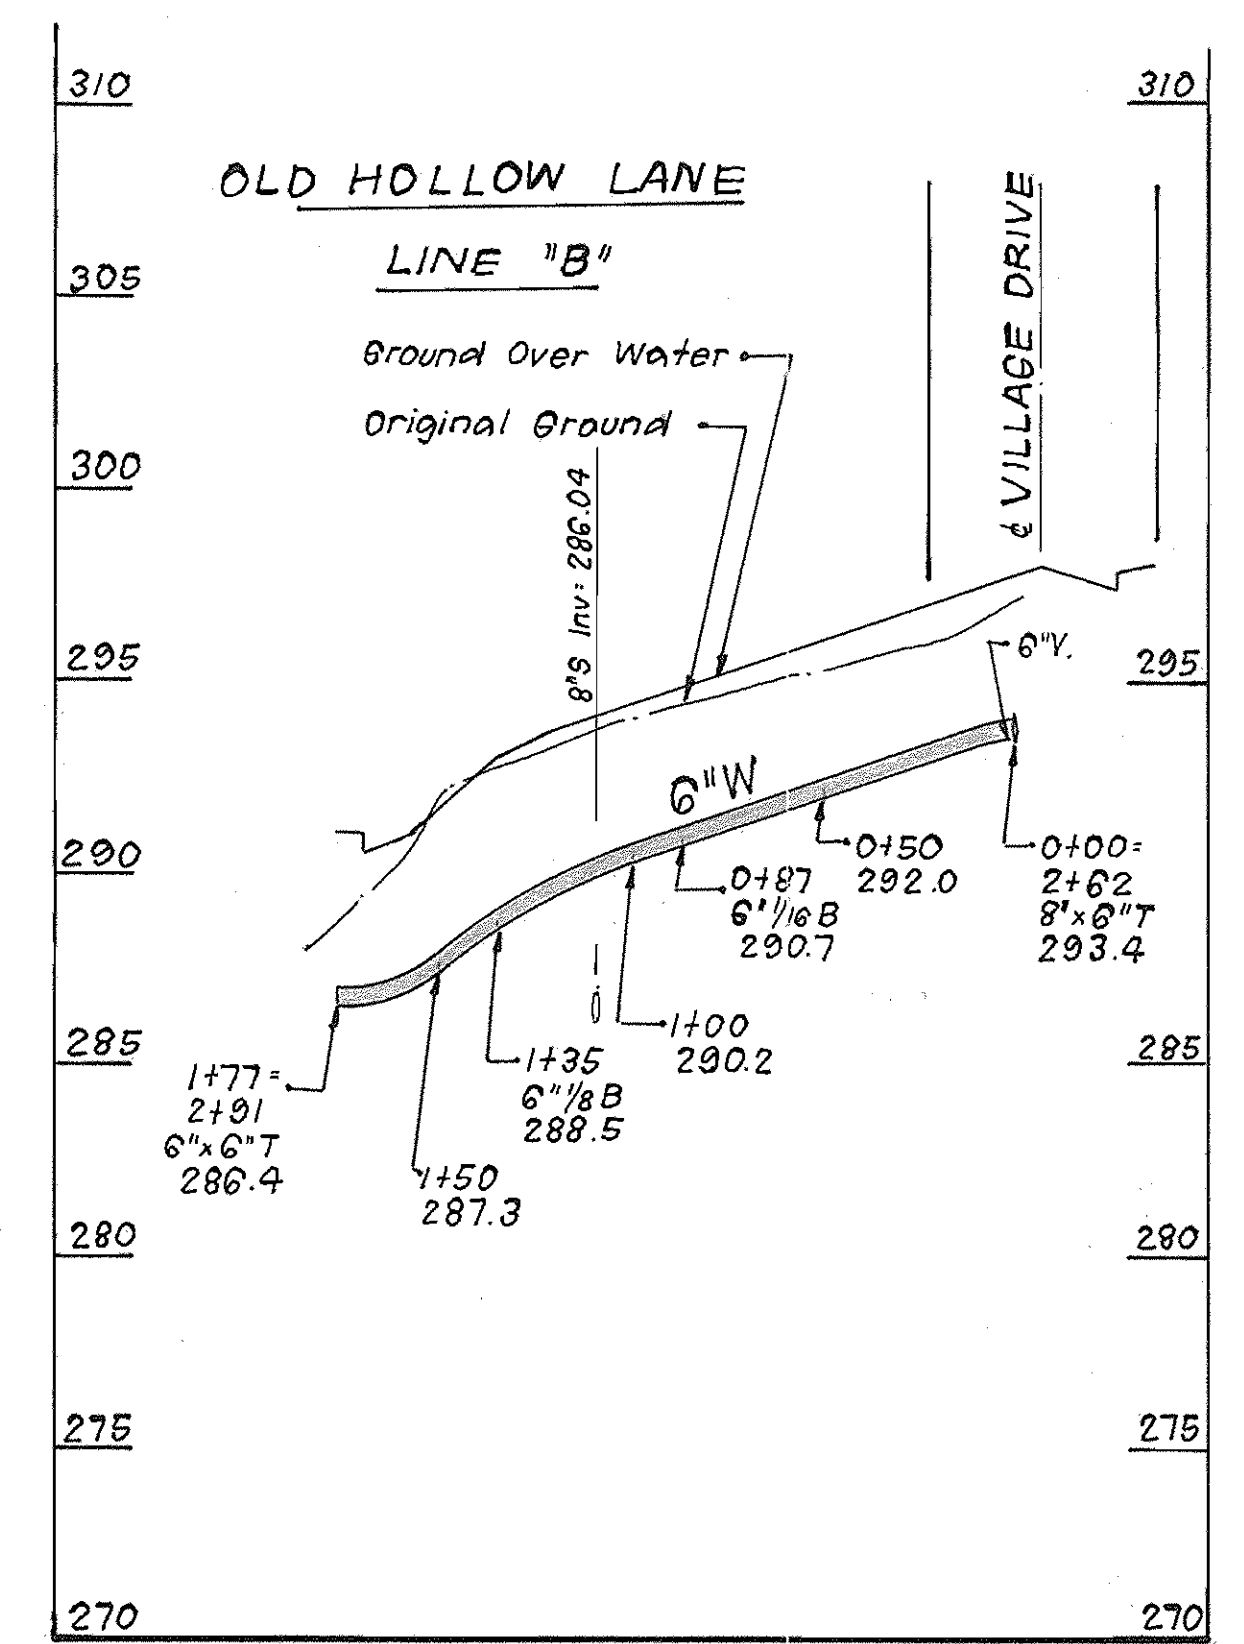 310
310
OLD HOLLOW LANE
LINE "B"
305
Ground Over Water
Original Ground
℄ VILLAGE DRIVE
300
8"S Inv= 286.04
295
295
6"V.
6"W
290
0+50
292.0
0+00=
2+62
8"x6"T
293.4
0+87
6" 1/16 B
290.7
1+00
290.2
285
285
1+35
6" 1/8 B
288.5
1+77=
2+91
6"x6"T
286.4
1+50
287.3
280
280
275
275
270
270